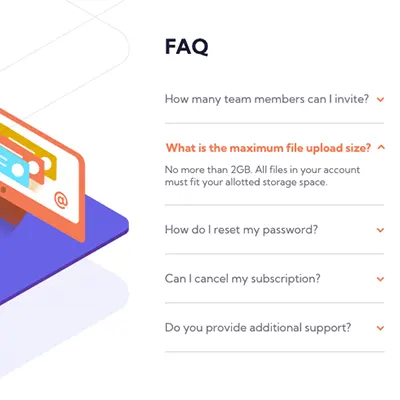 FAQ
How many team members can I invite?
What is the maximum file upload size?
No more than 2GB. All files in your account
must fit your allotted storage space.
How do I reset my password?
Can I cancel my subscription?
Do you provide additional support?
@